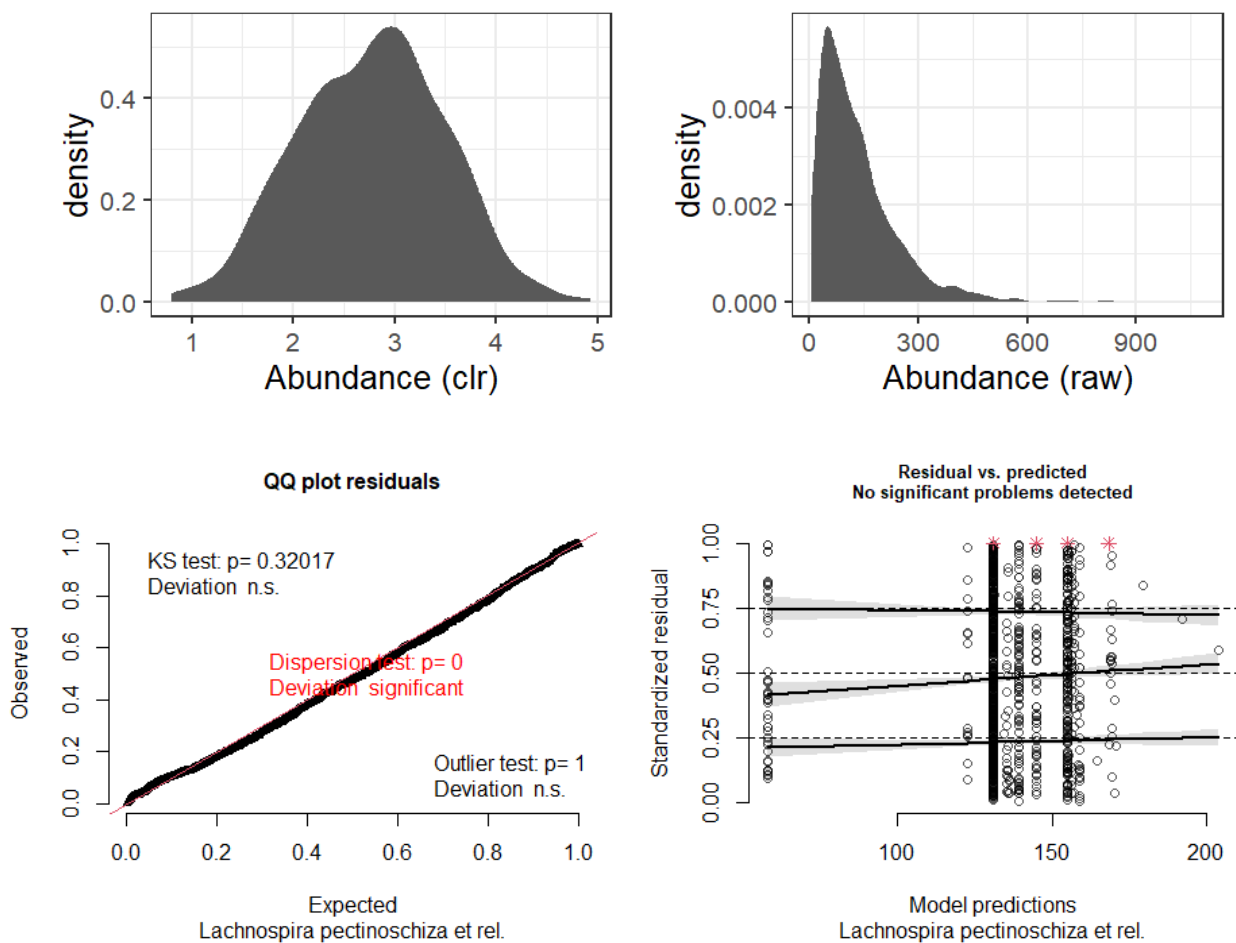 density
0.4
0.2
0.0
1 2 3 4 5
Abundance (clr)
density
0.004
0.002
0.000
0 300 600 900
Abundance (raw)
QQ plot residuals
Observed
1.0
0.8
0.6
0.4
0.2
0.0
KS test: p= 0.32017
Deviation n.s.
Dispersion test: p= 0
Deviation significant
Outlier test: p= 1
Deviation n.s.
0.0 0.2 0.4 0.6 0.8 1.0
Expected
Lachnospira pectinoschiza et rel.
Residual vs. predicted
No significant problems detected
Standardized residual
1.00
0.75
0.50
0.25
0.00
100 150 200
Model predictions
Lachnospira pectinoschiza et rel.